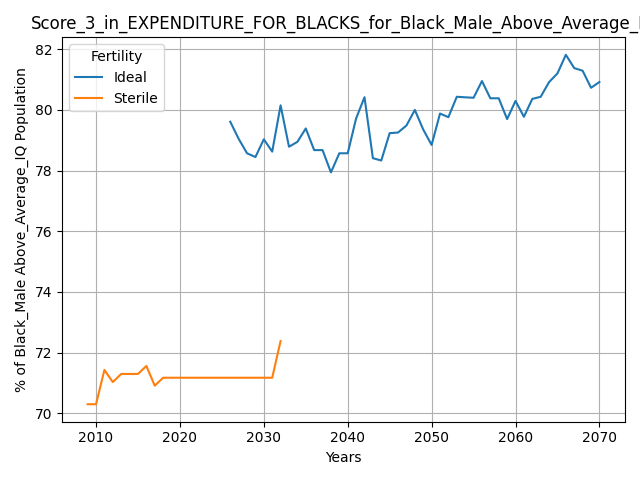 Score_3_in_EXPENDITURE_FOR_BLACKS_for_Black_Male_Above_Average_
Fertility
Ideal
Sterile
% of Black_Male Above_Average_IQ Population
82
80
78
76
74
72
70
2010
2020
2030
2040
2050
2060
2070
Years